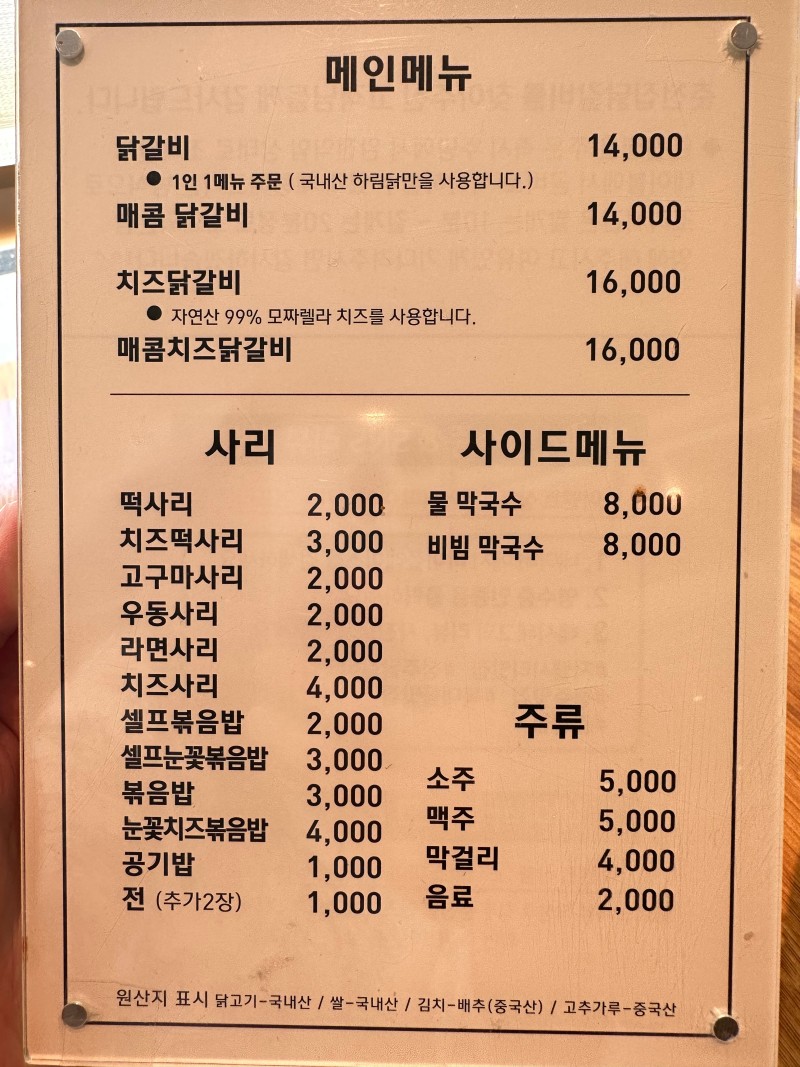 메인메뉴
닭갈비 14,000
● 1인 1메뉴 주문 ( 국내산 하림닭만을 사용합니다.)
매콤 닭갈비 14,000
치즈닭갈비 16,000
● 자연산 99% 모짜렐라 치즈를 사용합니다.
매콤치즈닭갈비 16,000
사리
떡사리 2,000
치즈떡사리 3,000
고구마사리 2,000
우동사리 2,000
라면사리 2,000
치즈사리 4,000
셀프볶음밥 2,000
셀프눈꽃볶음밥 3,000
볶음밥 3,000
눈꽃치즈볶음밥 4,000
공기밥 1,000
전 (추가2장) 1,000
사이드메뉴
물 막국수 8,000
비빔 막국수 8,000
주류
소주 5,000
맥주 5,000
막걸리 4,000
음료 2,000
원산지 표시 닭고기-국내산 / 쌀-국내산 / 김치-배추(중국산) / 고추가루-중국산